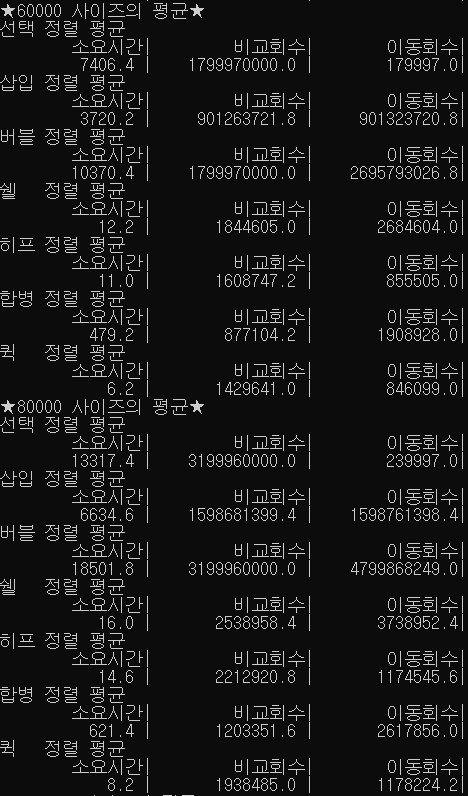 ★60000 사이즈의 평균★
선택 정렬 평균
소요시간| 비교회수| 이동회수|
7406.4 | 1799970000.0 | 179997.0|
삽입 정렬 평균
소요시간| 비교회수| 이동회수|
3720.2 | 901263721.8 | 901323720.8|
버블 정렬 평균
소요시간| 비교회수| 이동회수|
10370.4 | 1799970000.0 | 2695793026.8|
쉘 정렬 평균
소요시간| 비교회수| 이동회수|
12.2 | 1844605.0 | 2684604.0|
히프 정렬 평균
소요시간| 비교회수| 이동회수|
11.0 | 1608747.2 | 855505.0|
합병 정렬 평균
소요시간| 비교회수| 이동회수|
479.2 | 877104.2 | 1908928.0|
퀵 정렬 평균
소요시간| 비교회수| 이동회수|
6.2 | 1429641.0 | 846099.0|
★80000 사이즈의 평균★
선택 정렬 평균
소요시간| 비교회수| 이동회수|
13317.4 | 3199960000.0 | 239997.0|
삽입 정렬 평균
소요시간| 비교회수| 이동회수|
6634.6 | 1598681399.4 | 1598761398.4|
버블 정렬 평균
소요시간| 비교회수| 이동회수|
18501.8 | 3199960000.0 | 4799868249.0|
쉘 정렬 평균
소요시간| 비교회수| 이동회수|
16.0 | 2538958.4 | 3738952.4|
히프 정렬 평균
소요시간| 비교회수| 이동회수|
14.6 | 2212920.8 | 1174545.6|
합병 정렬 평균
소요시간| 비교회수| 이동회수|
621.4 | 1203351.6 | 2617856.0|
퀵 정렬 평균
소요시간| 비교회수| 이동회수|
8.2 | 1938485.0 | 1178224.2|